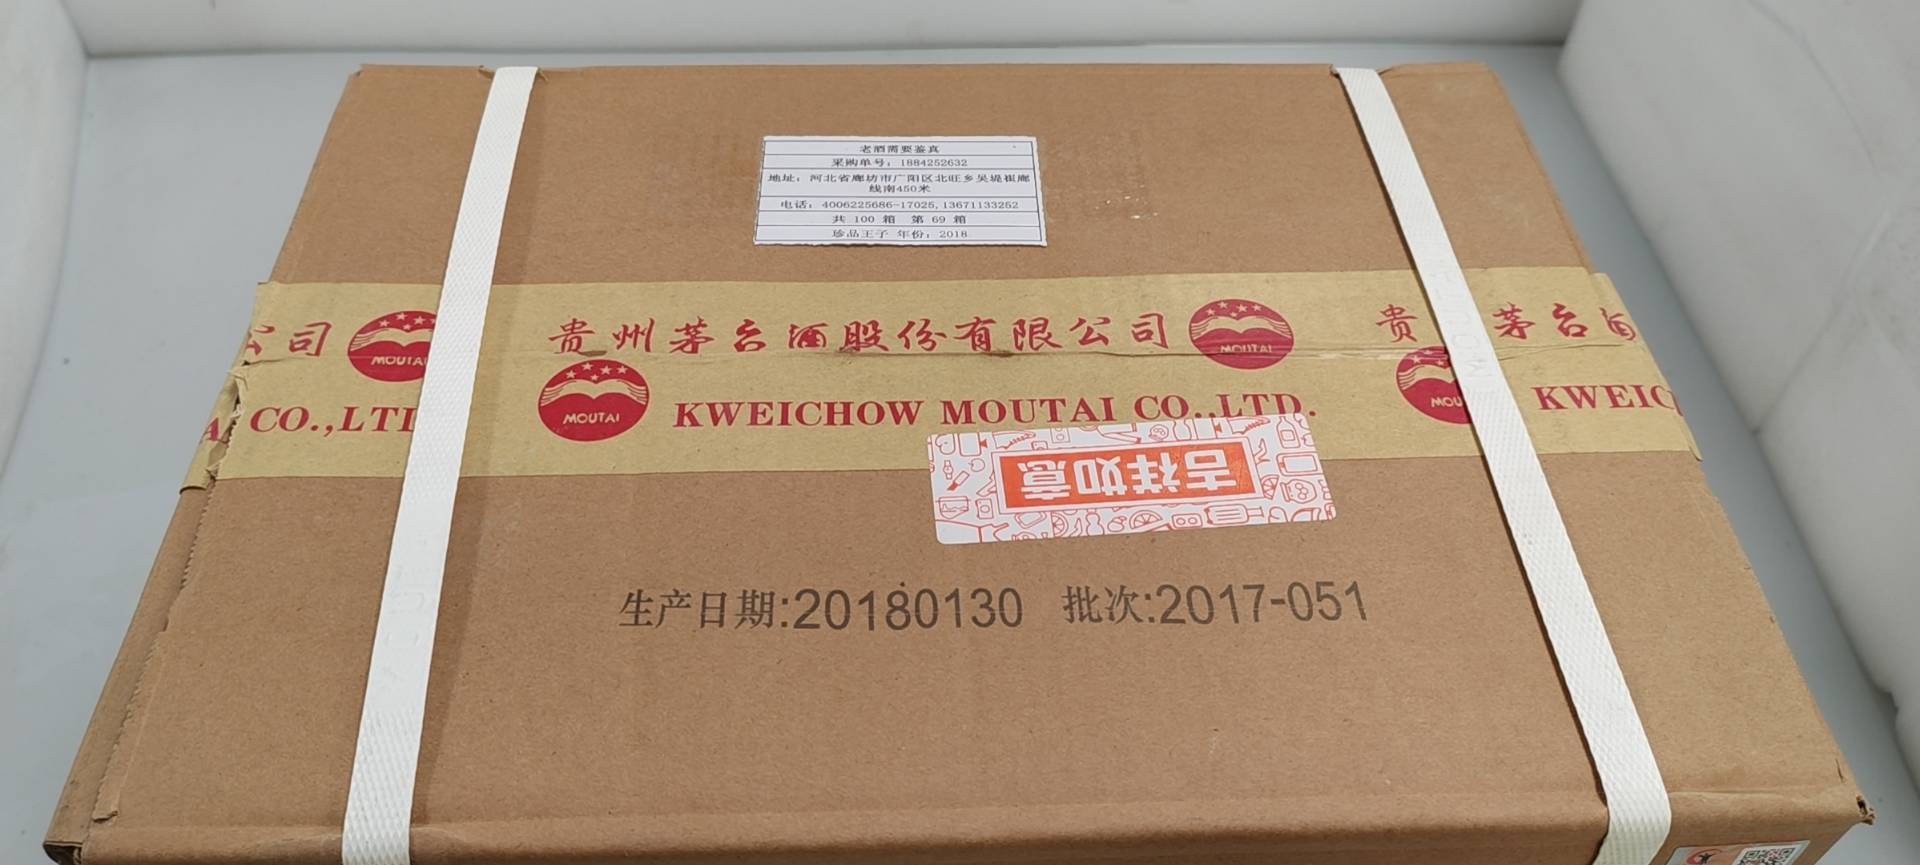 老酒需要鉴真
采购单号：1884252632
地址：河北省廊坊市广阳区北旺乡吴堤崔廊
线南450米
电话：4006225686-17025,13671133252
共 100 箱 第 69 箱
珍品王子 年份：2018
公司 MOUTAI 贵州茅台酒股份有限公司 MOUTAI 贵 茅台酒
CO.,LTD MOUTAI KWEICHOW MOUTAI CO.,LTD. MOU KWEIC
吉祥如意
生产日期:20180130 批次:2017-051